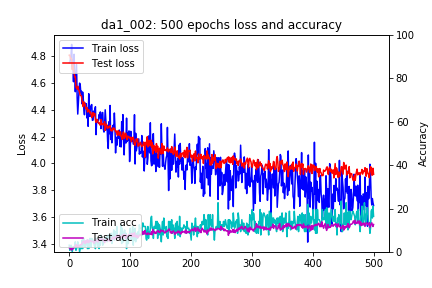 da1_002: 500 epochs loss and accuracy
Train loss
Test loss
4.8
4.6
4.4
4.2
4.0
3.8
3.6
3.4
Loss
100
80
60
40
20
0
Accuracy
Train acc
Test acc
0
100
200
300
400
500